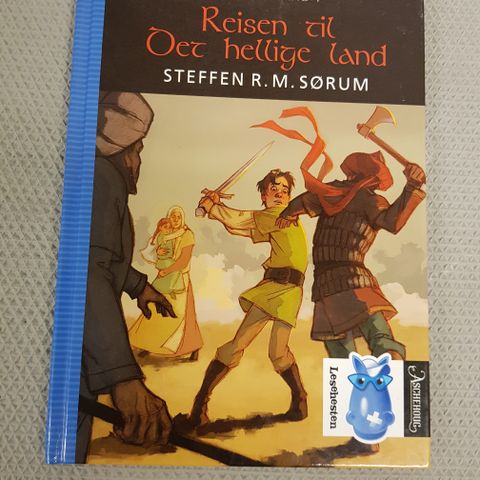 Reisen til
Det hellige land
STEFFEN R. M. SØRUM
Lesehesten
ASCHEHOUG